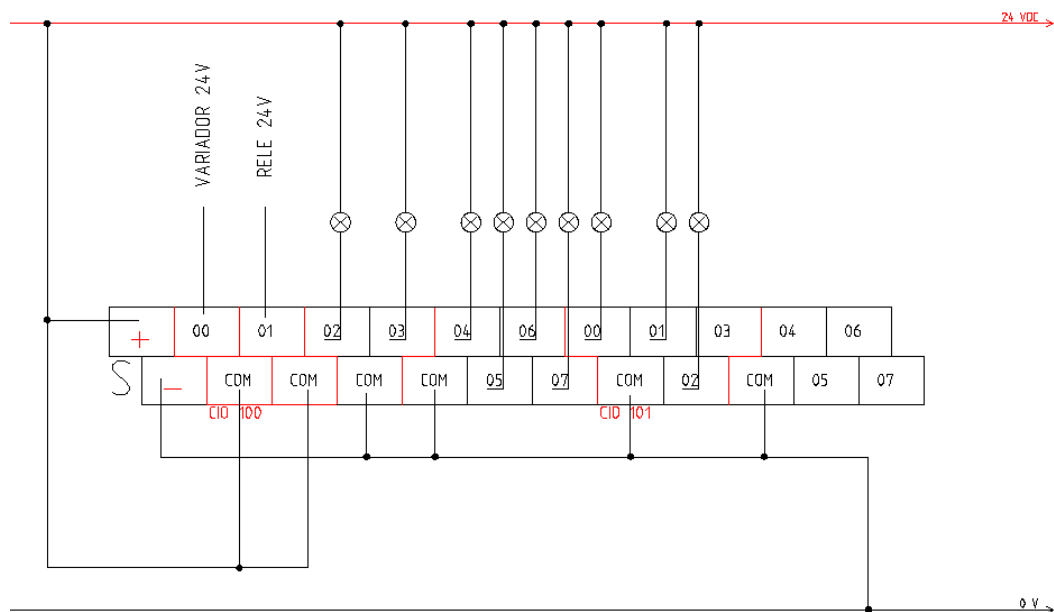 24 VDC
VARIADOR 24V
RELE 24V
+ 00 01 02 03 04 06 00 01 03 04 06
S - COM COM COM COM 05 07 COM 02 COM 05 07
CIO 100 CIO 101
0 V